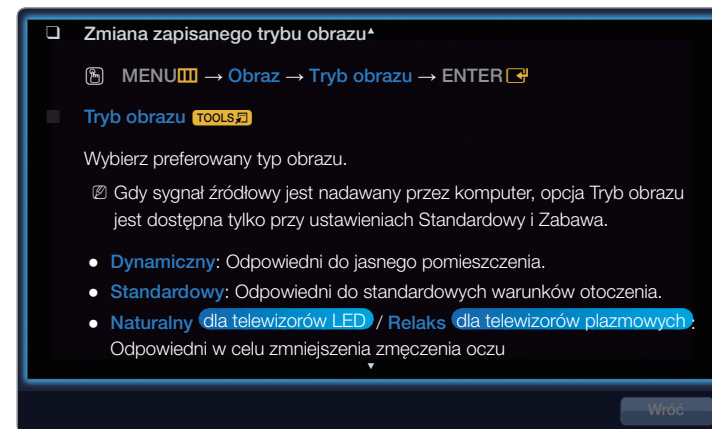 Zmiana zapisanego trybu obrazu
MENU → Obraz → Tryb obrazu → ENTER
Tryb obrazu TOOLS
Wybierz preferowany typ obrazu.
Gdy sygnał źródłowy jest nadawany przez komputer, opcja Tryb obrazu
jest dostępna tylko przy ustawieniach Standardowy i Zabawa.
● Dynamiczny: Odpowiedni do jasnego pomieszczenia.
● Standardowy: Odpowiedni do standardowych warunków otoczenia.
● Naturalny dla telewizorów LED / Relaks dla telewizorów plazmowych:
Odpowiedni w celu zmniejszenia zmęczenia oczu
Wróć